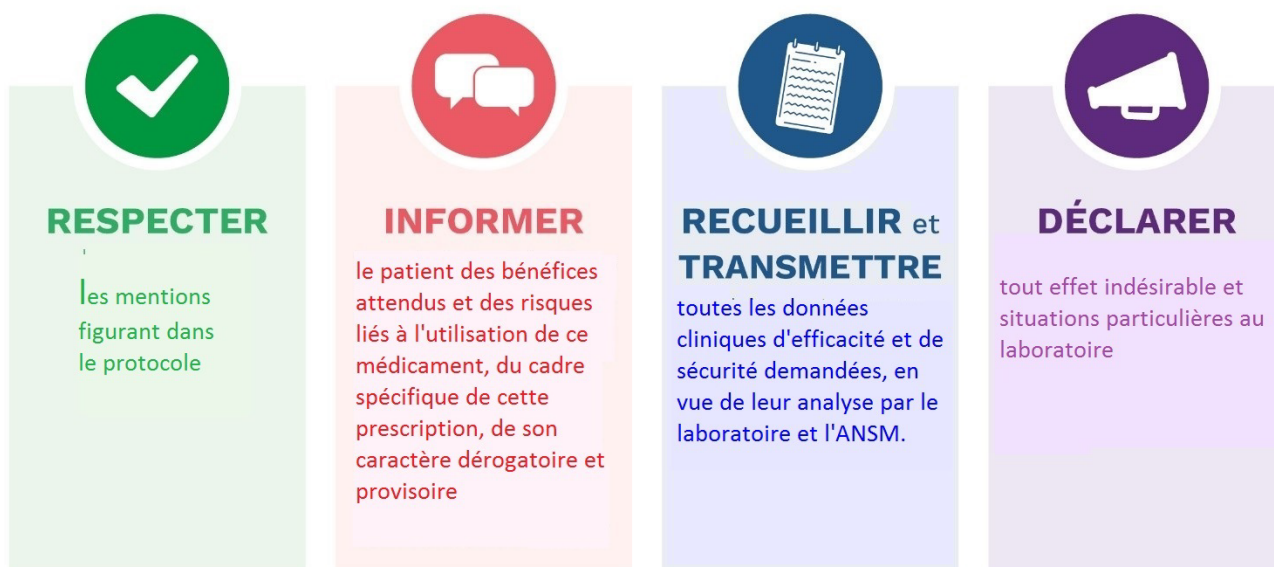 RESPECTER
les mentions
figurant dans
le protocole
INFORMER
le patient des bénéfices
attendus et des risques
liés à l'utilisation de ce
médicament, du cadre
spécifique de cette
prescription, de son
caractère dérogatoire et
provisoire
RECUEILLIR et
TRANSMETTRE
toutes les données
cliniques d'efficacité et de
sécurité demandées, en
vue de leur analyse par le
laboratoire et l'ANSM.
DÉCLARER
tout effet indésirable et
situations particulières au
laboratoire